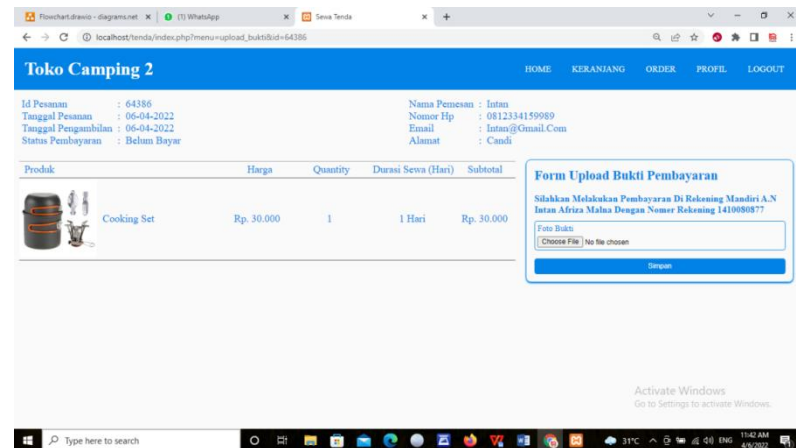 Flowchart.drawio - diagrams.net
(1) WhatsApp
Sewa Tenda
localhost/tenda/index.php?menu=upload_bukti&id=64386
Toko Camping 2
HOME KERANJANG ORDER PROFIL LOGOUT
Id Pesanan : 64386
Tanggal Pesanan : 06-04-2022
Tanggal Pengambilan : 06-04-2022
Status Pembayaran : Belum Bayar
Nama Pemesan : Intan
Nomor Hp : 0812334159989
Email : Intan@Gmail.Com
Alamat : Candi
Produk Harga Quantity Durasi Sewa (Hari) Subtotal
Cooking Set Rp. 30.000 1 1 Hari Rp. 30.000
Form Upload Bukti Pembayaran
Silahkan Melakukan Pembayaran Di Rekening Mandiri A.N
Intan Afriza Malna Dengan Nomer Rekening 1410080877
Foto Bukti
Choose File No file chosen
Simpan
Activate Windows
Go to Settings to activate Windows.
Type here to search
31°C
ENG
11:42 AM
4/6/2022